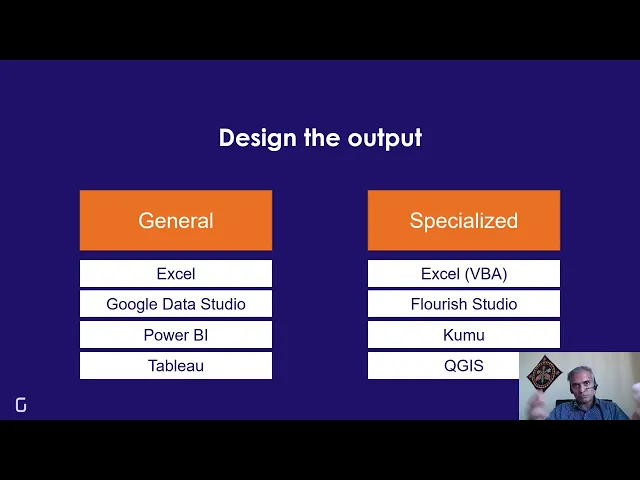 Design the output
General
Excel
Google Data Studio
Power BI
Tableau
Specialized
Excel (VBA)
Flourish Studio
Kumu
QGIS